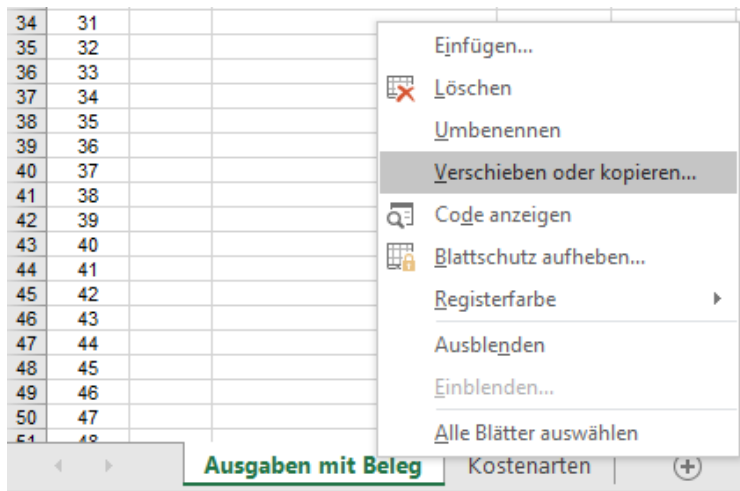 34 31
35 32
36 33
37 34
38 35
39 36
40 37
41 38
42 39
43 40
44 41
45 42
46 43
47 44
48 45
49 46
50 47
51 48
Einfügen...
Löschen
Umbenennen
Verschieben oder kopieren...
Code anzeigen
Blattschutz aufheben...
Registerfarbe
Ausblenden
Einblenden...
Alle Blätter auswählen
Ausgaben mit Beleg Kostenarten